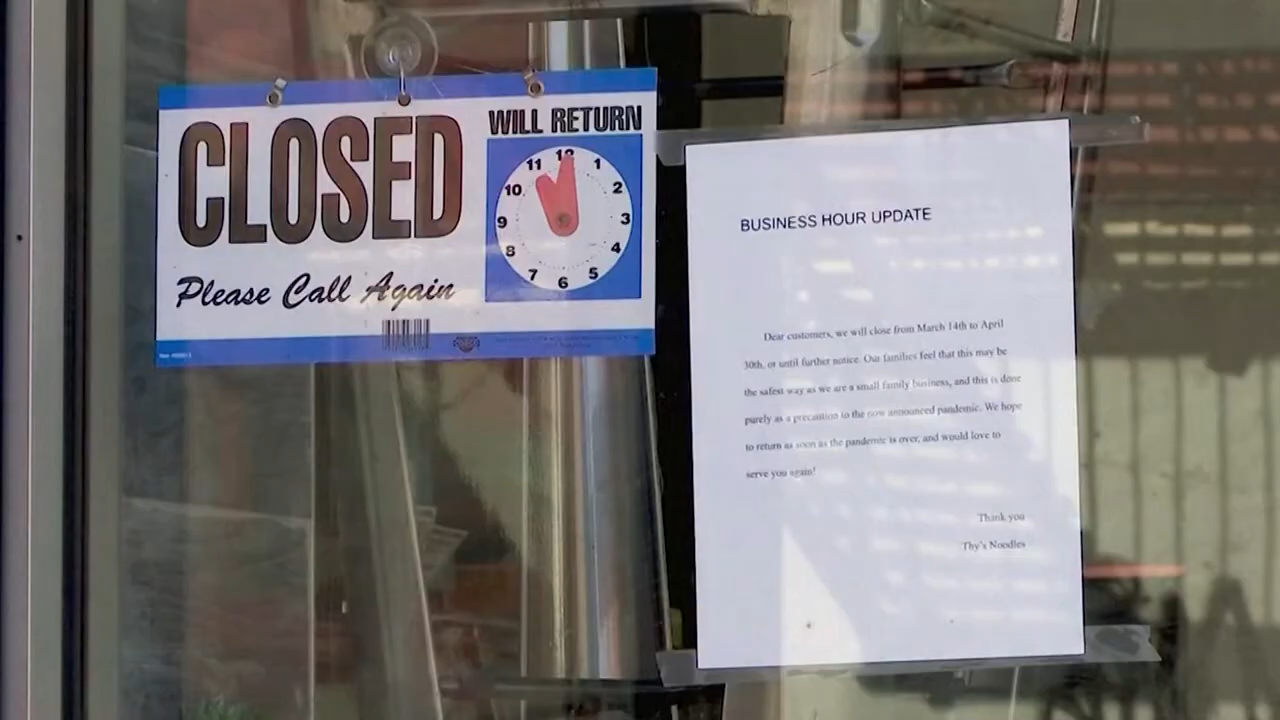 CLOSED
Please Call Again
WILL RETURN
12
11
1
10
2
9
3
8
4
7
5
6
BUSINESS HOUR UPDATE
Dear customers, we will close from March 14th to April
30th, or until further notice. Our families feel that this may be
the safest way as we are a small family business, and this is done
purely as a precaution to the now announced pandemic. We hope
to return as soon as the pandemic is over, and would love to
serve you again!
Thank you
Thy's Noodles